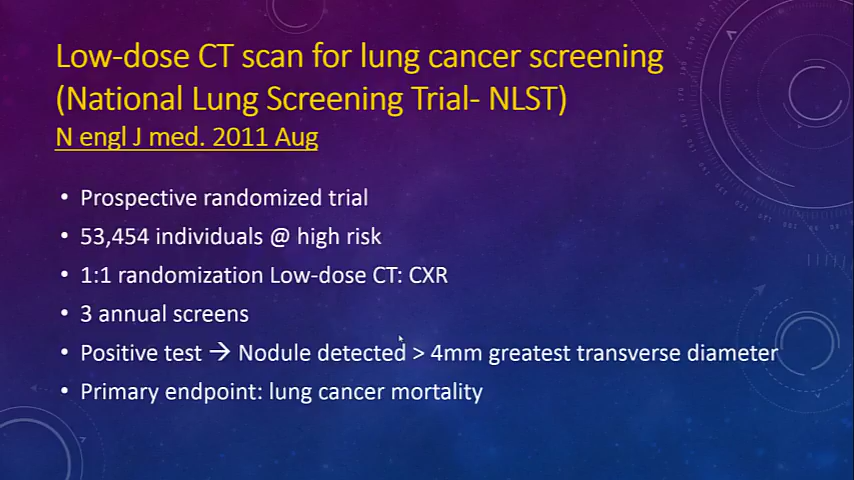 Low-dose CT scan for lung cancer screening
(National Lung Screening Trial- NLST)
N engl J med. 2011 Aug
• Prospective randomized trial
• 53,454 individuals @ high risk
• 1:1 randomization Low-dose CT: CXR
• 3 annual screens
• Positive test → Nodule detected > 4mm greatest transverse diameter
• Primary endpoint: lung cancer mortality